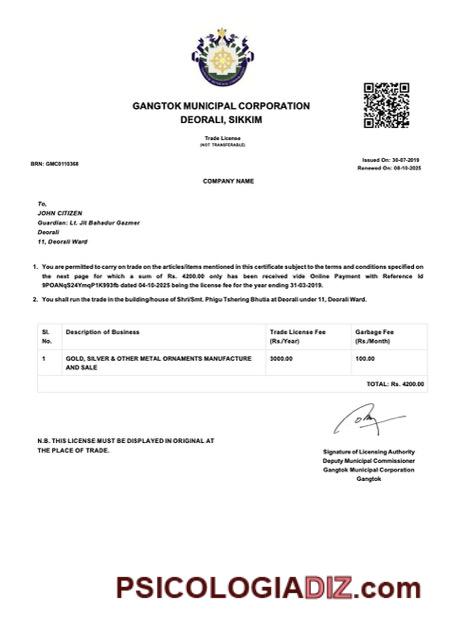 GANGTOK MUNICIPAL CORPORATION
DEORALI, SIKKIM
Trade License
(NOT TRANSFERABLE)
BRN: GMC0110368
Issued On: 30-07-2019
Renewed On: 08-10-2025
COMPANY NAME
To,
JOHN CITIZEN
Guardian: Lt. Jit Bahadur Gazmer
Deorali
11, Deorali Ward
1. You are permitted to carry on trade on the articles/items mentioned in this certificate subject to the terms and conditions specified on
the next page for which a sum of Rs. 4200.00 only has been received vide Online Payment with Reference Id
9POANqS24YmqP1K993fb dated 04-10-2025 being the license fee for the year ending 31-03-2019.
2. You shall run the trade in the building/house of Shri/Smt. Phigu Tshering Bhutia at Deorali under 11, Deorali Ward.
Sl. No. Description of Business Trade License Fee (Rs./Year) Garbage Fee (Rs./Month)
1 GOLD, SILVER & OTHER METAL ORNAMENTS MANUFACTURE AND SALE 3000.00 100.00
TOTAL: Rs. 4200.00
N.B. THIS LICENSE MUST BE DISPLAYED IN ORIGINAL AT
THE PLACE OF TRADE.
Signature of Licensing Authority
Deputy Municipal Commissioner
Gangtok Municipal Corporation
Gangtok
PSICOLOGIADIZ.com